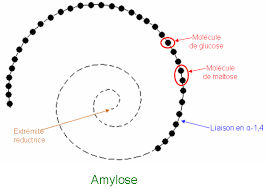 Molécule
de glucose
Molécule
de maltose
Extrémité
réductrice
Liaison en α-1,4
Amylose